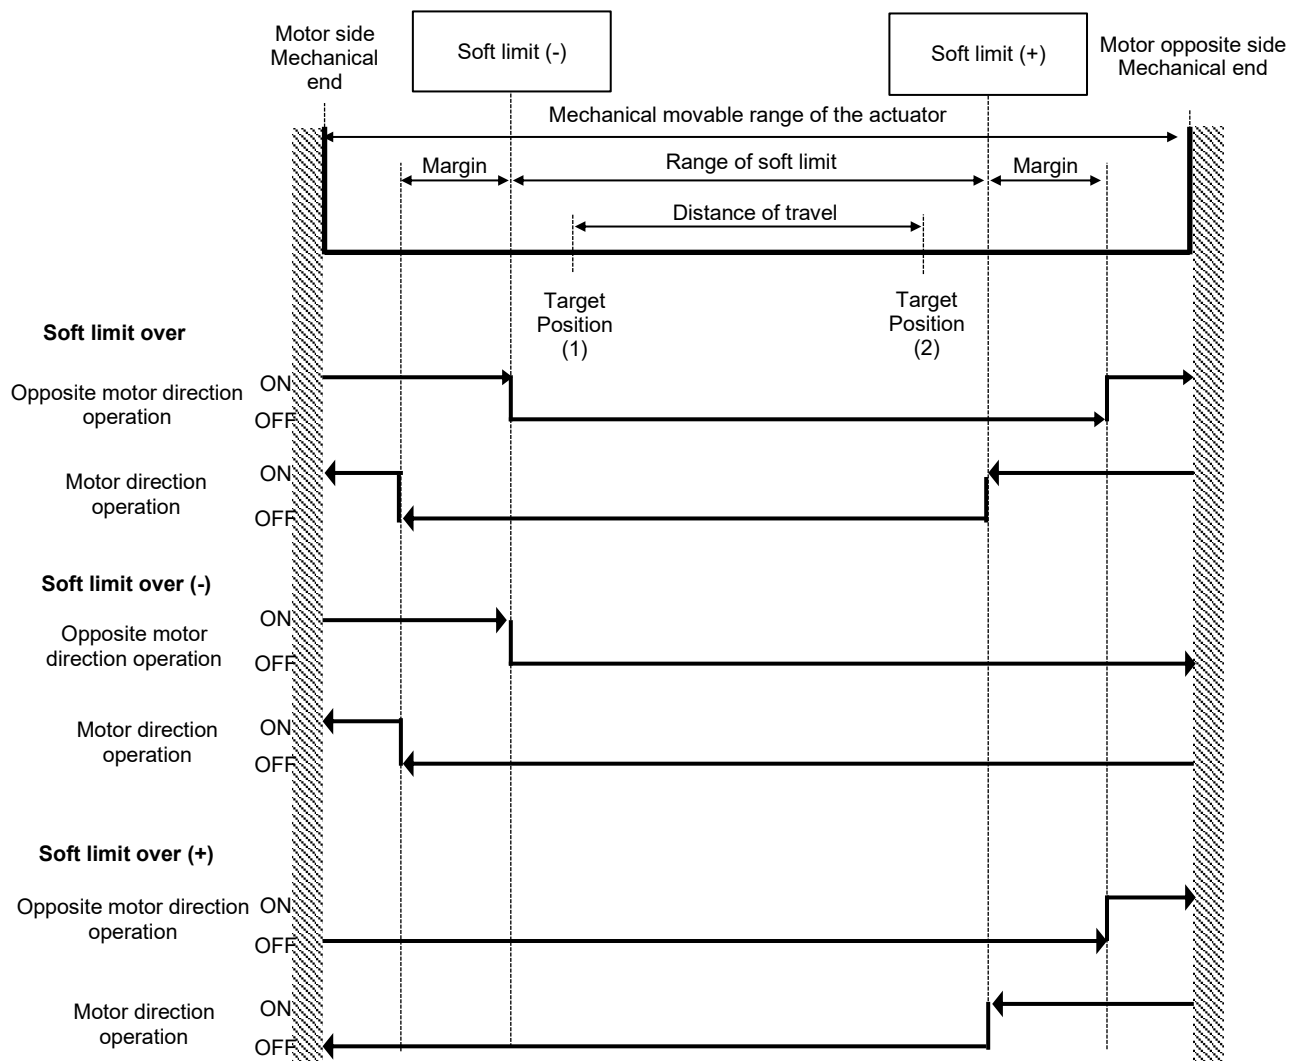 Motor side
Mechanical
end
Soft limit (-)
Soft limit (+)
Motor opposite side
Mechanical end
Mechanical movable range of the actuator
Margin
Range of soft limit
Margin
Distance of travel
Target
Position
(1)
Target
Position
(2)
Soft limit over
Opposite motor direction
operation
ON
OFF
Motor direction
operation
ON
OFF
Soft limit over (-)
Opposite motor
direction operation
ON
OFF
Motor direction
operation
ON
OFF
Soft limit over (+)
Opposite motor direction
operation
ON
OFF
Motor direction
operation
ON
OFF